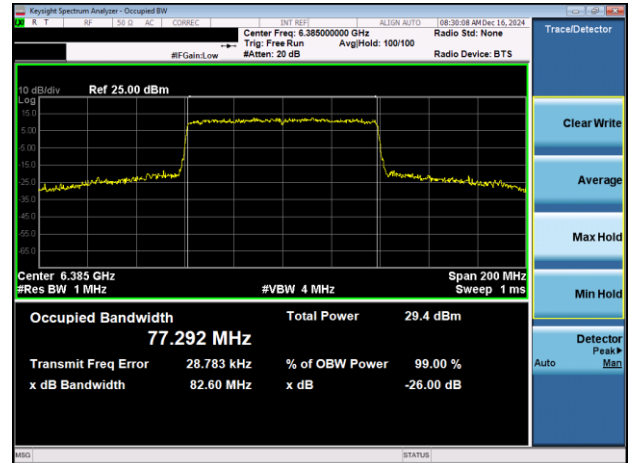 Keysight Spectrum Analyzer - Occupied BW
R T RF 50 Ω AC CORREC INT REF ALIGN AUTO 08:30:08 AM Dec 16, 2024
Center Freq: 6.385000000 GHz Radio Std: None
Trig: Free Run Avg|Hold: 100/100
#IFGain:Low #Atten: 20 dB Radio Device: BTS
Trace/Detector
10 dB/div Ref 25.00 dBm
Log
15.0
5.00
-5.00
-15.0
-25.0
-35.0
-45.0
-55.0
-65.0
Center 6.385 GHz Span 200 MHz
#Res BW 1 MHz #VBW 4 MHz Sweep 1 ms
Occupied Bandwidth Total Power 29.4 dBm
77.292 MHz
Transmit Freq Error 28.783 kHz % of OBW Power 99.00 %
x dB Bandwidth 82.60 MHz x dB -26.00 dB
Clear Write
Average
Max Hold
Min Hold
Detector
Peak▶
Auto Man
MSG STATUS